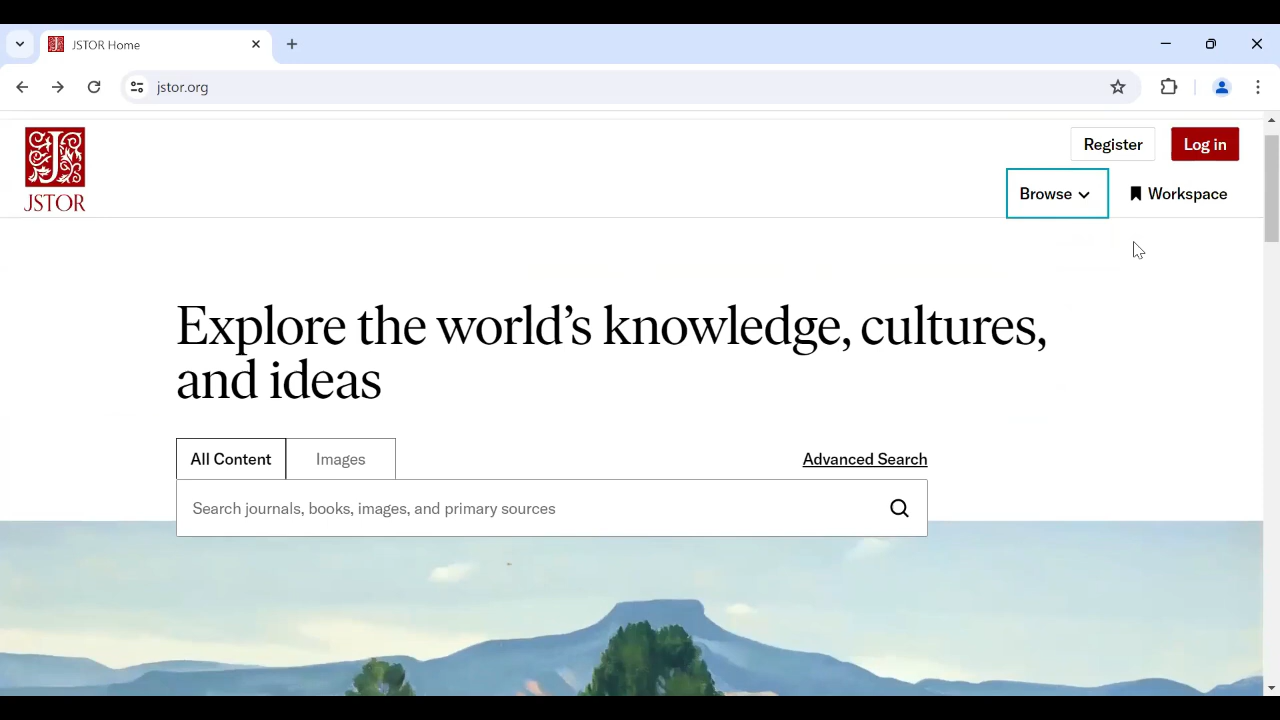 JSTOR Home
jstor.org
Register
Log in
JSTOR
Browse
Workspace
Explore the world's knowledge, cultures,
and ideas
All Content
Images
Advanced Search
Search journals, books, images, and primary sources